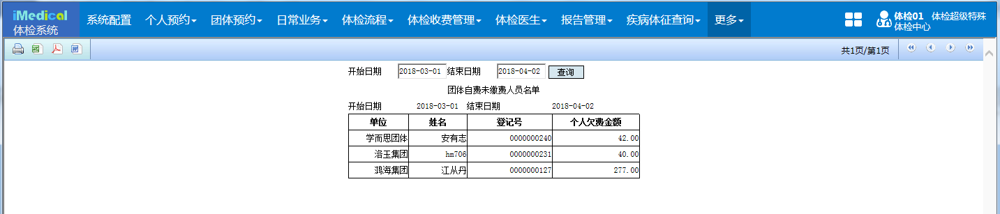 iMedical
体检系统
系统配置 个人预约 团体预约 日常业务 体检流程 体检收费管理 体检医生 报告管理 疾病体征查询 更多
体检01 体检超级特殊
体检中心
共1页/第1页
开始日期 2018-03-01 结束日期 2018-04-02 查询
团体自费未缴费人员名单
开始日期 2018-03-01 结束日期 2018-04-02
单位 姓名 登记号 个人欠费金额
学而思团体 安有志 0000000240 42.00
洛玉集团 hm706 0000000231 40.00
鸿海集团 江从丹 0000000127 277.00